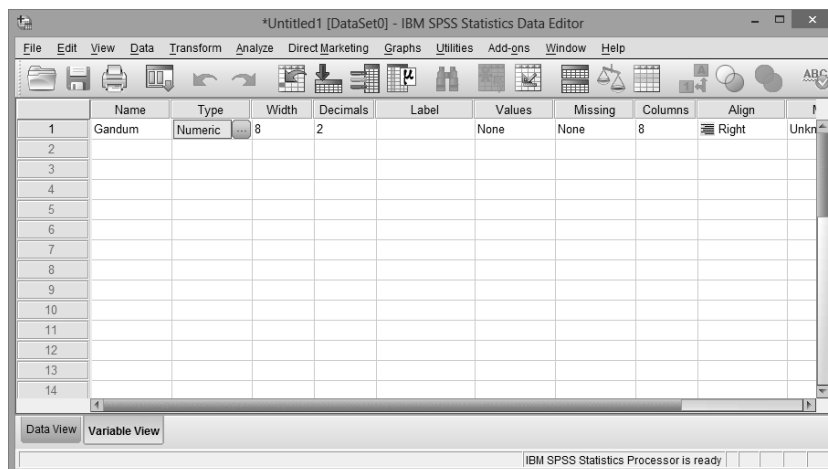 *Untitled1 [DataSet0] - IBM SPSS Statistics Data Editor
File Edit View Data Transform Analyze Direct Marketing Graphs Utilities Add-ons Window Help
Name Type Width Decimals Label Values Missing Columns Align
1 Gandum Numeric ... 8 2 None None 8 Right Unkn
2
3
4
5
6
7
8
9
10
11
12
13
14
Data View Variable View
IBM SPSS Statistics Processor is ready